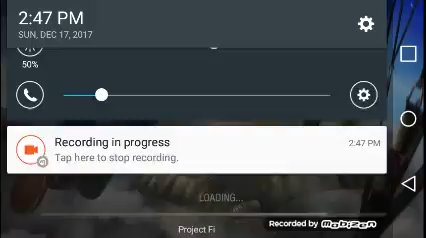 2:47 PM
SUN, DEC 17, 2017
50%
Recording in progress
2:47 PM
Tap here to stop recording.
LOADING...
Recorded by Mobizen
Project Fi